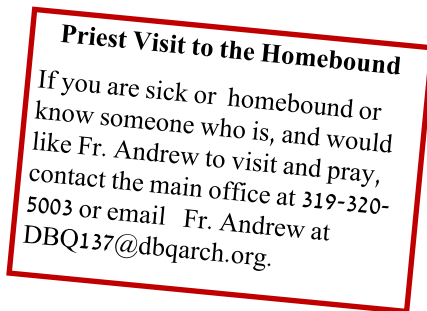 Priest Visit to the Homebound
If you are sick or homebound or
know someone who is, and would
like Fr. Andrew to visit and pray,
contact the main office at 319-320-
5003 or email Fr. Andrew at
DBQ137@dbqarch.org.